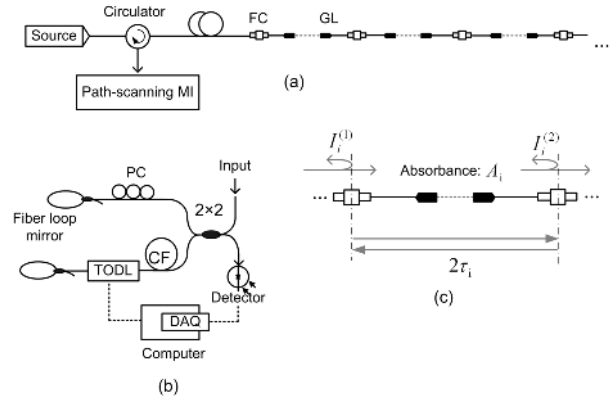 Circulator
FC
GL
Source
...
Path-scanning MI
(a)
PC
Input
2×2
Fiber loop
mirror
CF
TODL
Detector
DAQ
Computer
(b)
I_i^(1)
I_i^(2)
Absorbance: A_i
...
...
2τ_i
(c)